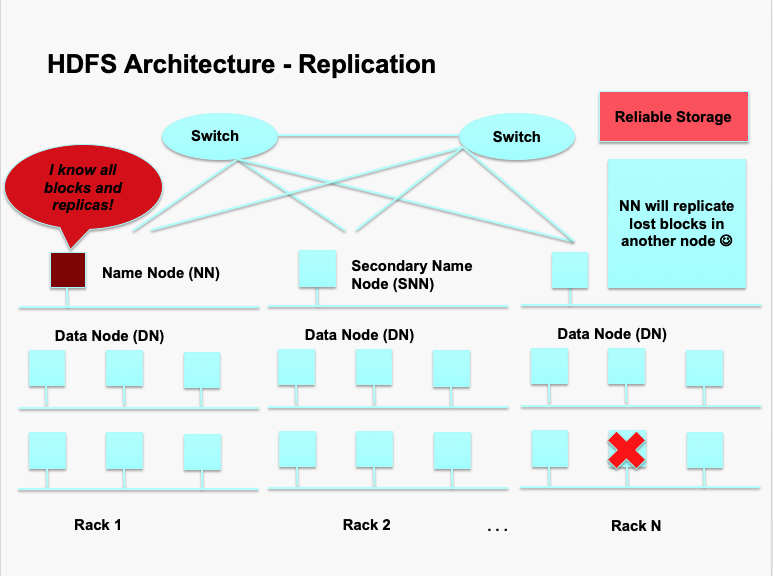 HDFS Architecture - Replication
Reliable Storage
Switch
Switch
I know all
blocks and
replicas!
NN will replicate
lost blocks in
another node ☺
Name Node (NN)
Secondary Name
Node (SNN)
Data Node (DN)
Data Node (DN)
Data Node (DN)
Rack 1
Rack 2
. . .
Rack N